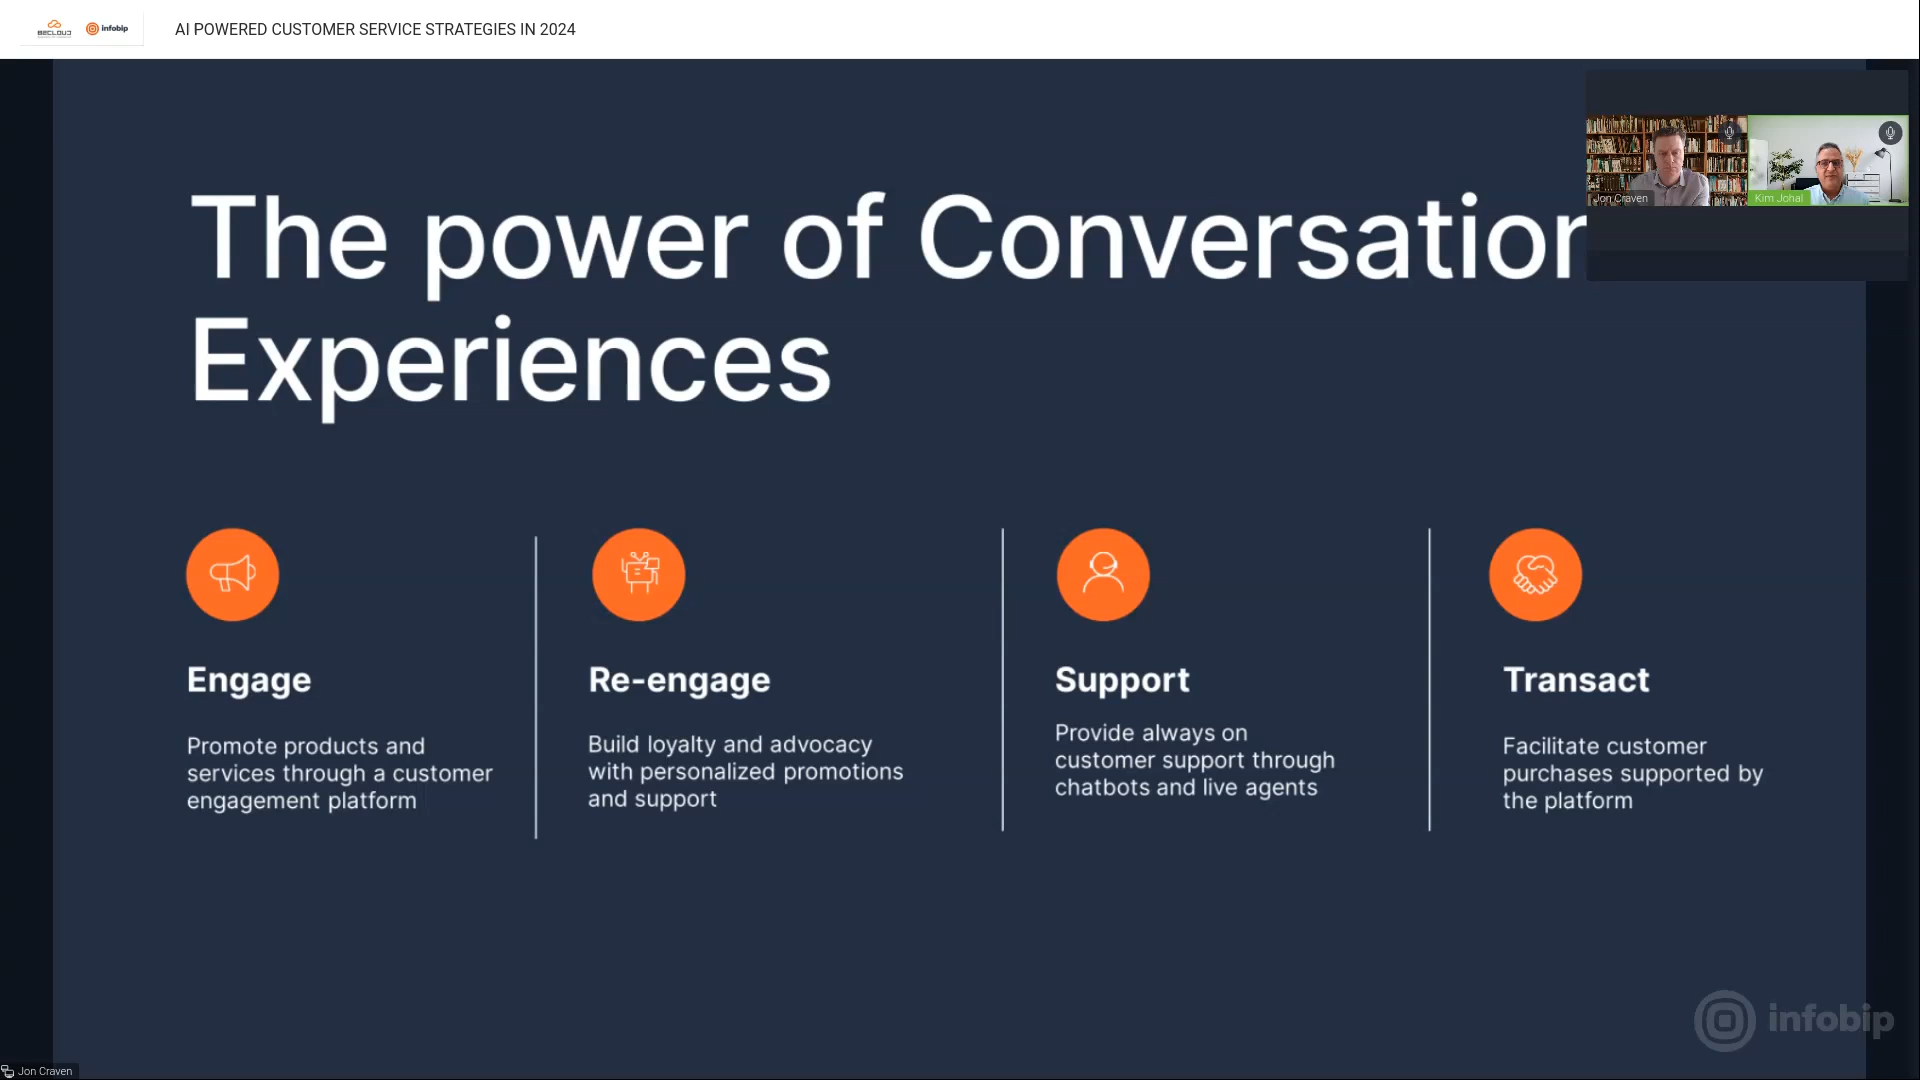 B2CLOUD
infobip
AI POWERED CUSTOMER SERVICE STRATEGIES IN 2024
Jon Craven
Kim Johal
The power of Conversation
Experiences
Engage
Promote products and
services through a customer
engagement platform
Re-engage
Build loyalty and advocacy
with personalized promotions
and support
Support
Provide always on
customer support through
chatbots and live agents
Transact
Facilitate customer
purchases supported by
the platform
infobip
Jon Craven